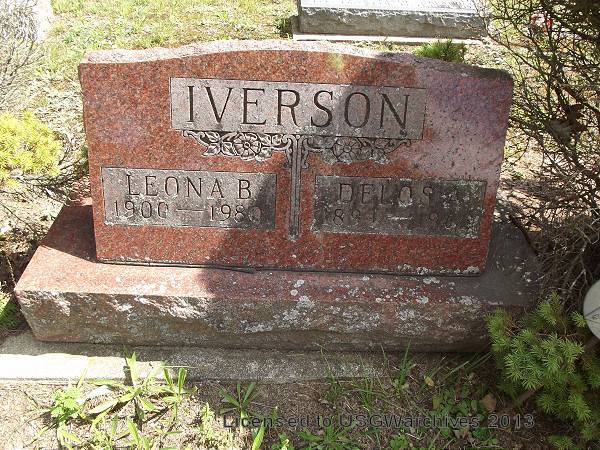 IVERSON
LEONA B.
1900 — 1980
DELOS
Licensed to USGWarchives 2013